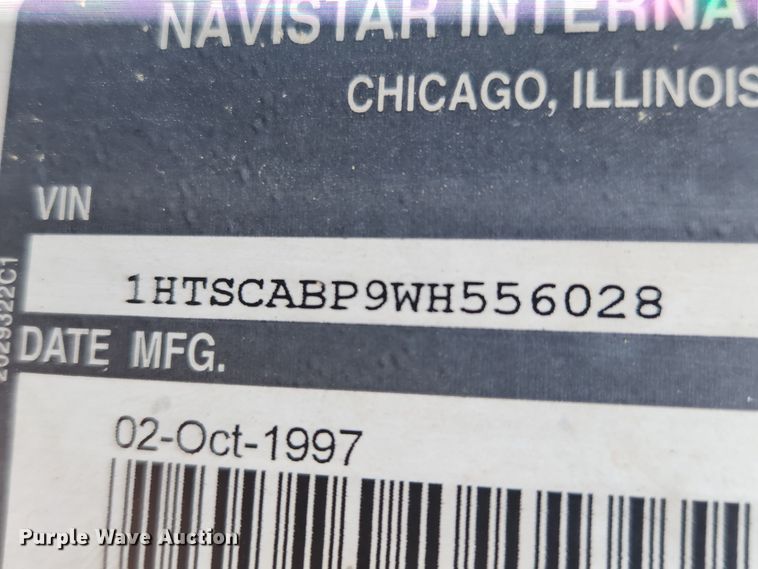 NAVISTAR INTERNA
CHICAGO, ILLINOIS
VIN
1HTSCABP9WH556028
2029322C1
DATE MFG.
02-Oct-1997
Purple Wave Auction